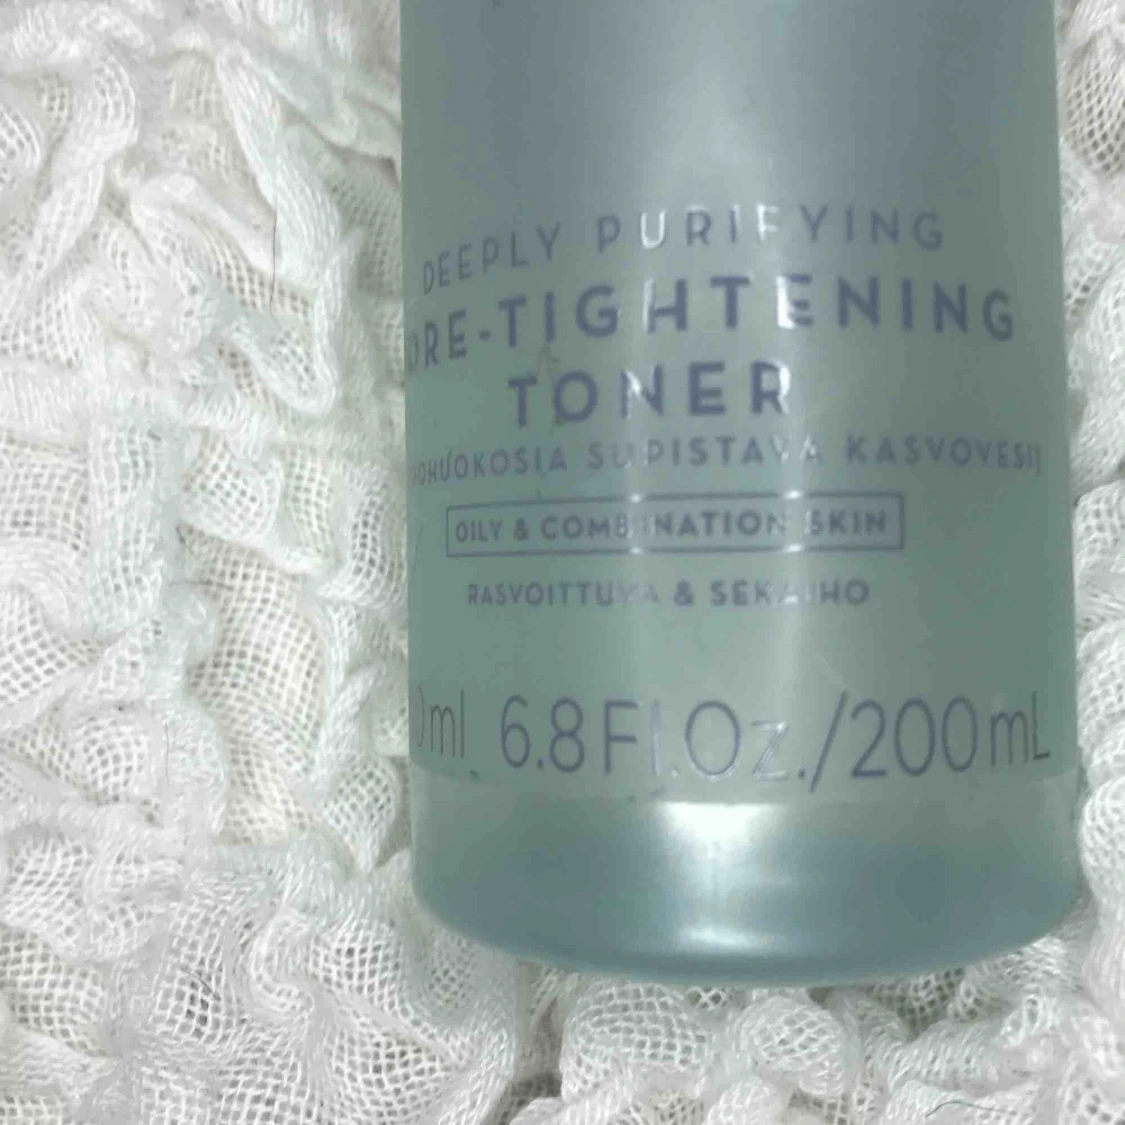 DEEPLY PURIFYING
ORE-TIGHTENING
TONER
OHUOKOSIA SUPISTAVA KASVOVESI
OILY & COMBINATION SKIN
RASVOITTUVA & SEKAIHO
0ml 6.8Fl.Oz./200mL